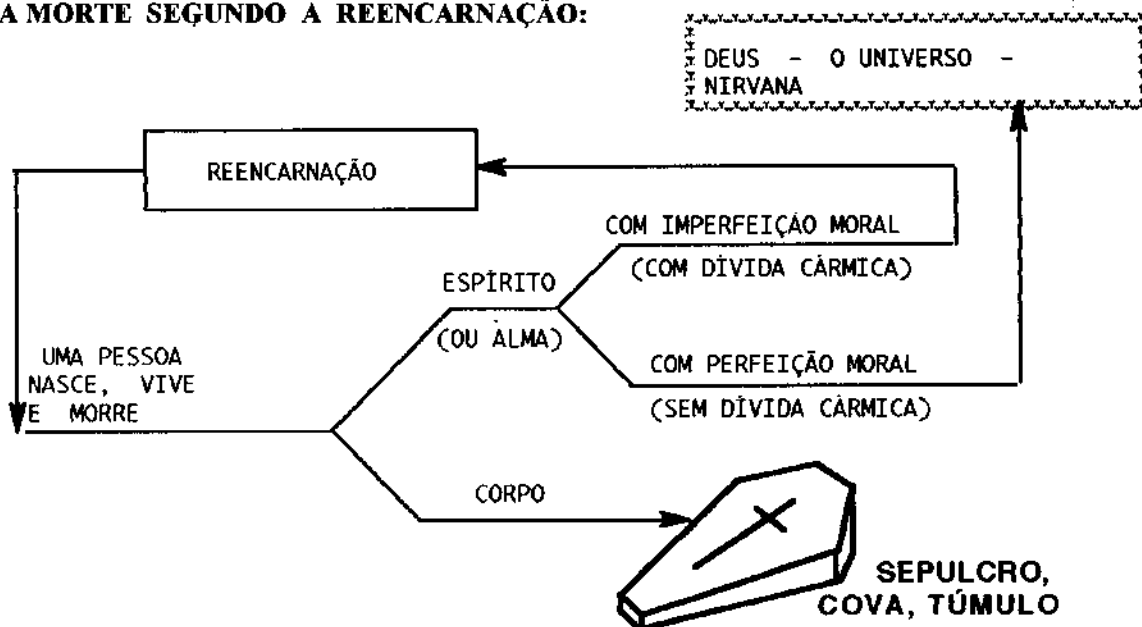 A MORTE SEGUNDO A REENCARNAÇÃO:
DEUS - O UNIVERSO -
NIRVANA
REENCARNAÇÃO
COM IMPERFEIÇÃO MORAL
(COM DÍVIDA CÁRMICA)
ESPÍRITO
(OU ALMA)
UMA PESSOA
NASCE, VIVE
E MORRE
COM PERFEIÇÃO MORAL
(SEM DÍVIDA CÁRMICA)
CORPO
SEPULCRO,
COVA, TÚMULO